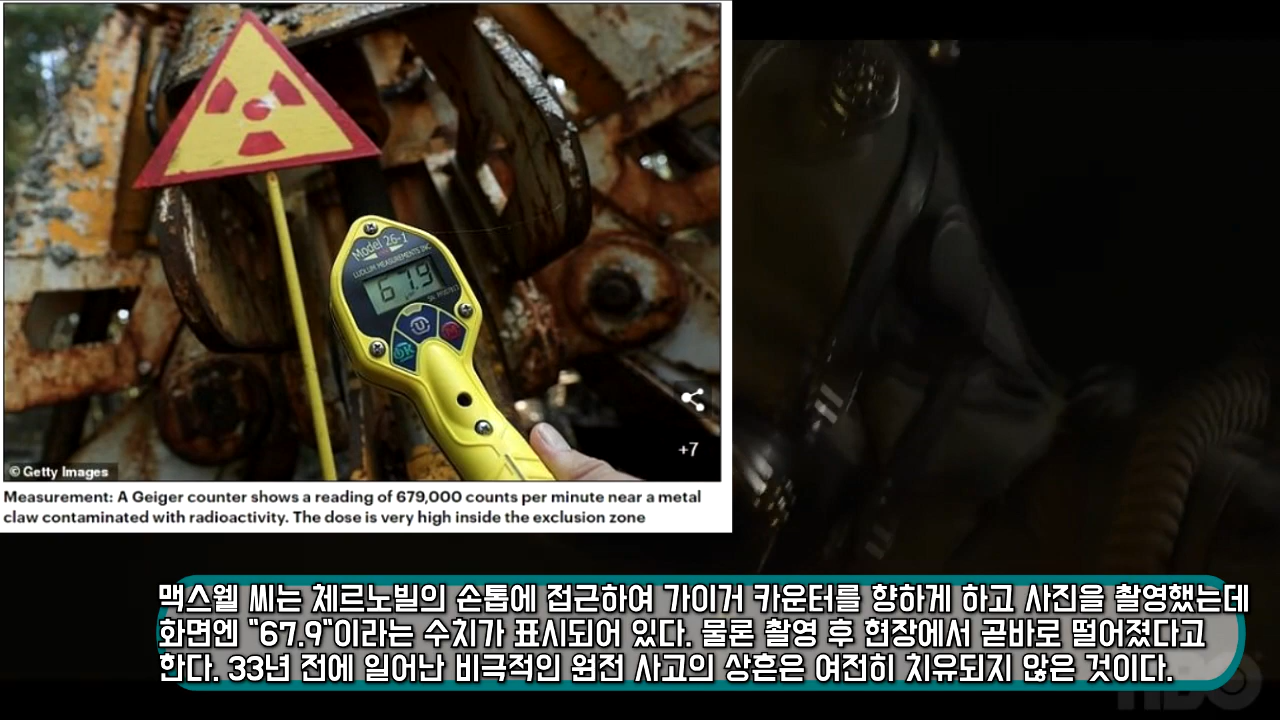 Model 26-1
LUDLUM MEASUREMENTS INC.
67.9
OK
U
+7
© Getty Images
Measurement: A Geiger counter shows a reading of 679,000 counts per minute near a metal
claw contaminated with radioactivity. The dose is very high inside the exclusion zone
맥스웰 씨는 체르노빌의 손톱에 접근하여 가이거 카운터를 향하게 하고 사진을 촬영했는데
화면엔 "67.9"이라는 수치가 표시되어 있다. 물론 촬영 후 현장에서 곧바로 떨어졌다고
한다. 33년 전에 일어난 비극적인 원전 사고의 상흔은 여전히 치유되지 않은 것이다.
HBO